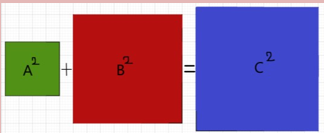 A² + B² = C²